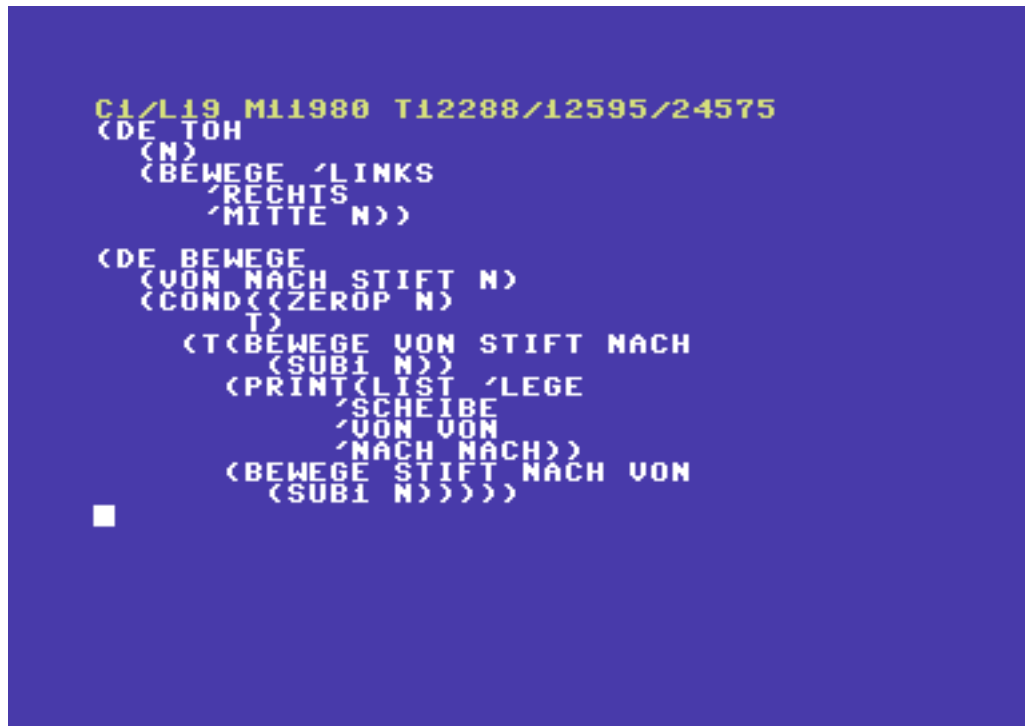 C1/L19 M11980 T12288/12595/24575
(DE TOH
(N)
(BEWEGE 'LINKS
'RECHTS
'MITTE N))
(DE BEWEGE
(VON NACH STIFT N)
(COND((ZEROP N)
T)
(T(BEWEGE VON STIFT NACH
(SUB1 N))
(PRINT(LIST 'LEGE
'SCHEIBE
'VON VON
'NACH NACH))
(BEWEGE STIFT NACH VON
(SUB1 N)))))